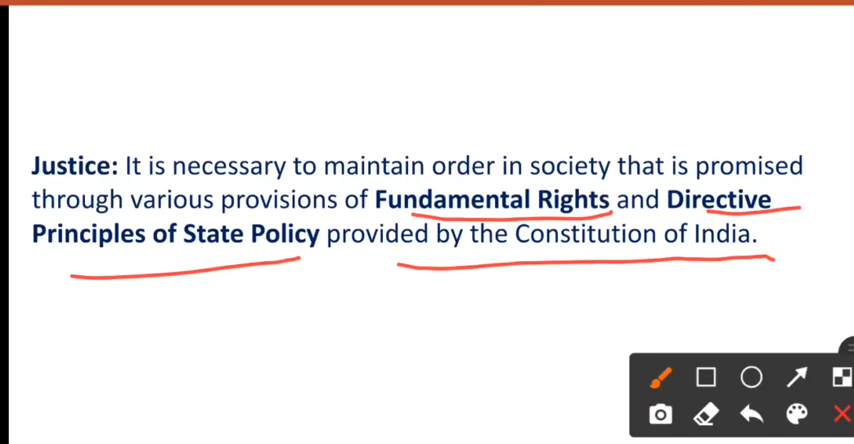 Justice: It is necessary to maintain order in society that is promised
through various provisions of Fundamental Rights and Directive
Principles of State Policy provided by the Constitution of India.